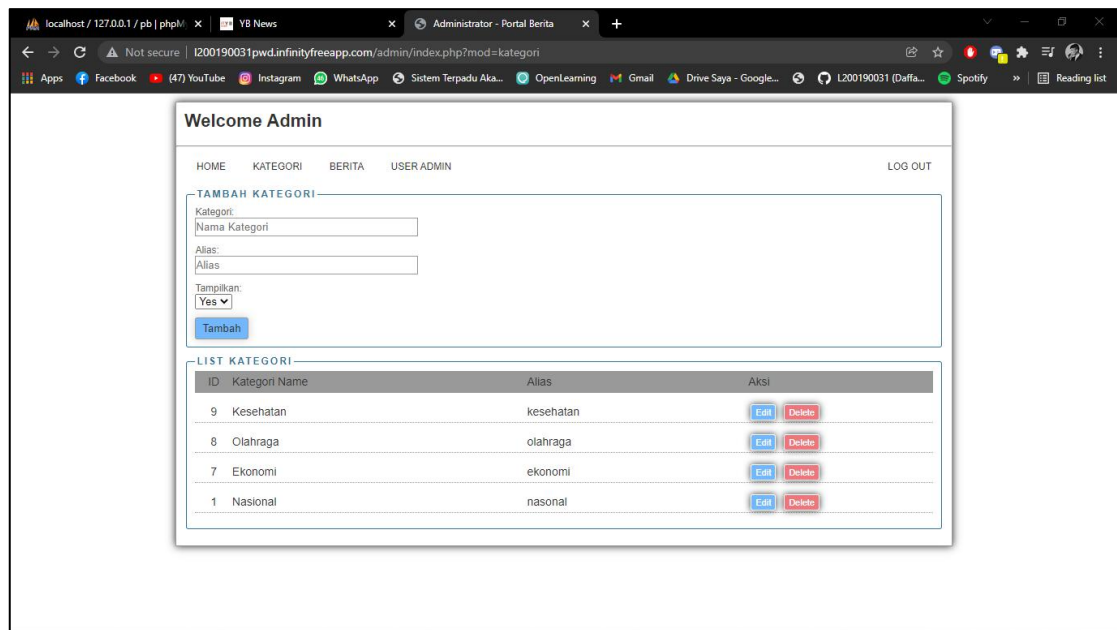 localhost / 127.0.0.1 / pb | phpM
YB News
Administrator - Portal Berita
Not secure | l200190031pwd.infinityfreeapp.com/admin/index.php?mod=kategori
Apps Facebook (47) YouTube Instagram WhatsApp Sistem Terpadu Aka... OpenLearning Gmail Drive Saya - Google... L200190031 (Daffa... Spotify » Reading list
Welcome Admin
HOME KATEGORI BERITA USER ADMIN LOG OUT
TAMBAH KATEGORI
Kategori:
Nama Kategori
Alias:
Alias
Tampilkan:
Yes
Tambah
LIST KATEGORI
ID Kategori Name Alias Aksi
9 Kesehatan kesehatan Edit Delete
8 Olahraga olahraga Edit Delete
7 Ekonomi ekonomi Edit Delete
1 Nasional nasonal Edit Delete